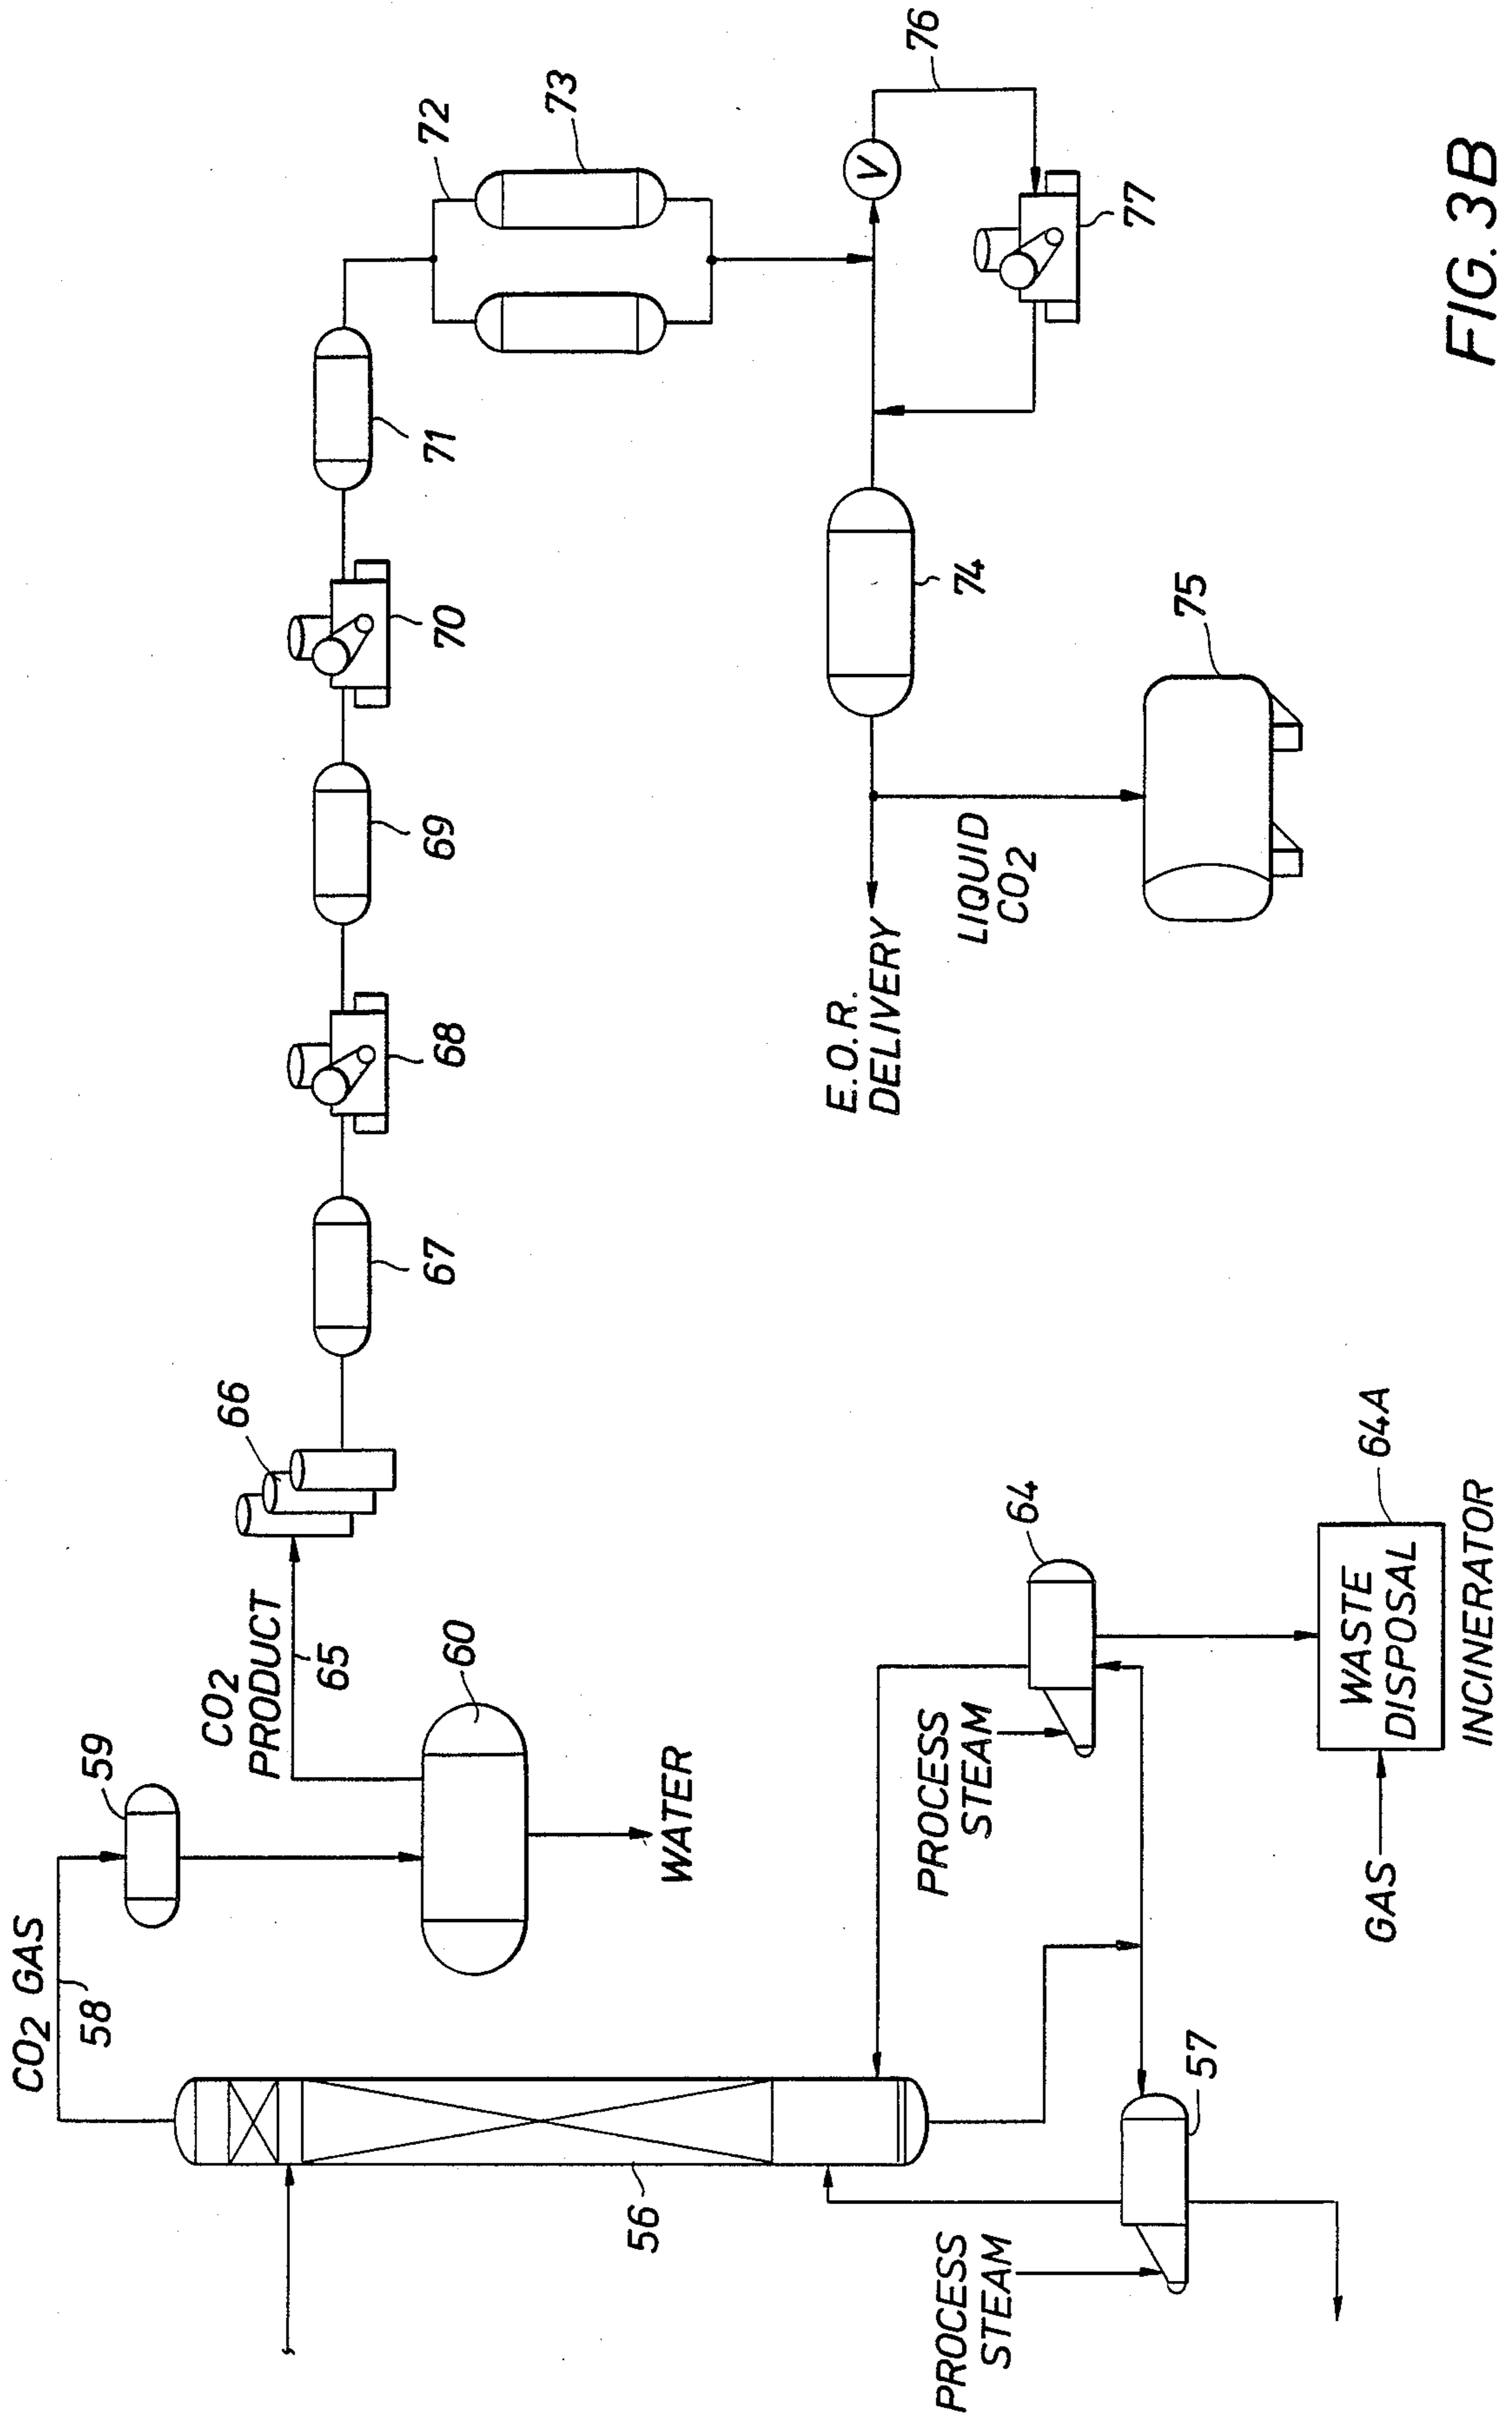 CO2 GAS
58
59
CO2
PRODUCT
65
60
WATER
66
67
68
69
70
71
72
73
74
V
76
77
E.O.R.
DELIVERY
LIQUID
CO2
75
56
PROCESS
STEAM
57
PROCESS
STEAM
64
GAS
WASTE
DISPOSAL
64A
INCINERATOR
FIG. 3B